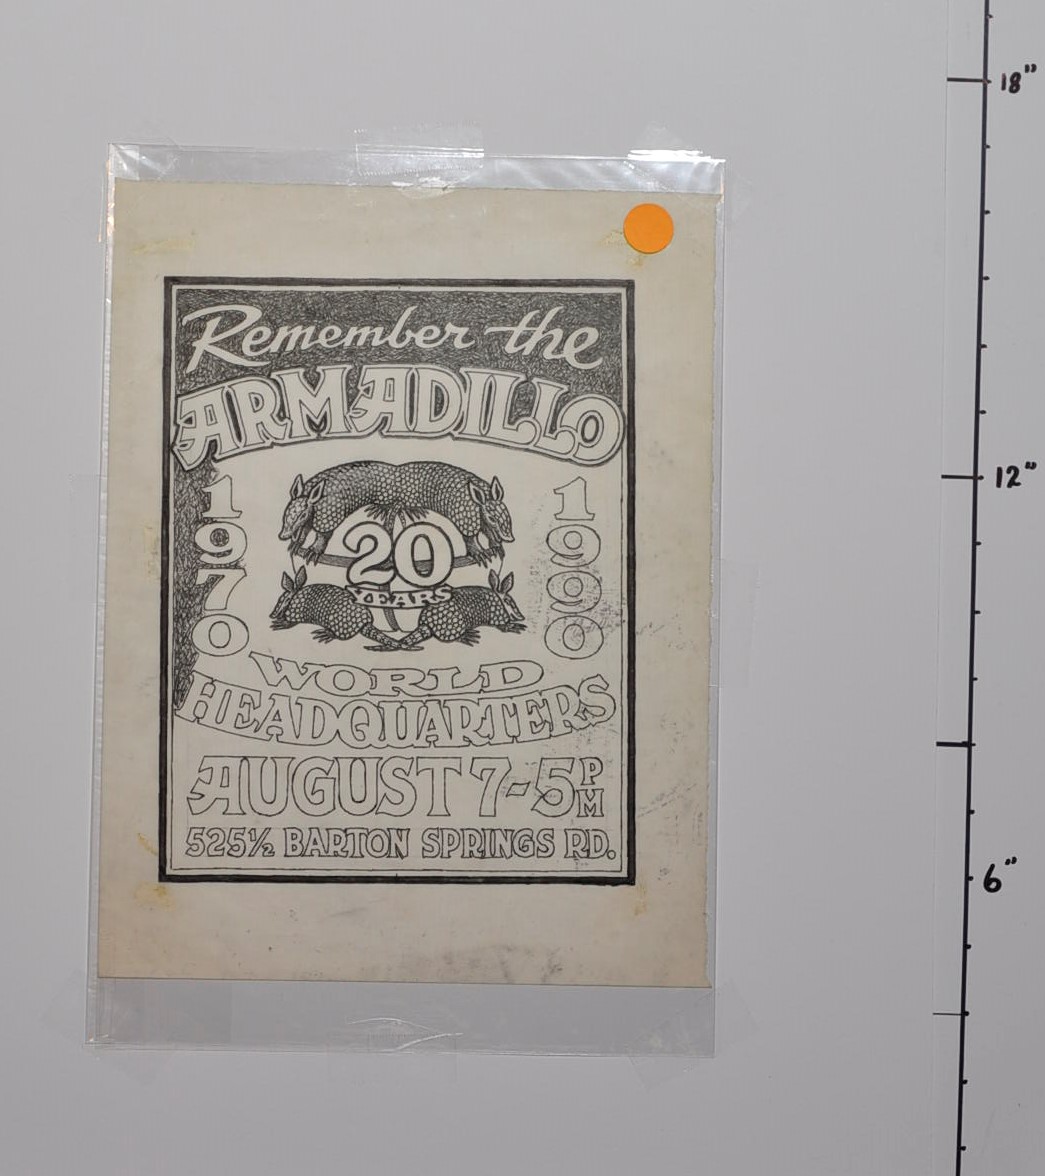 Remember the
ARMADILLO
1970
1990
20
YEARS
WORLD
HEADQUARTERS
AUGUST 7-5PM
525½ BARTON SPRINGS RD.
18"
12"
6"